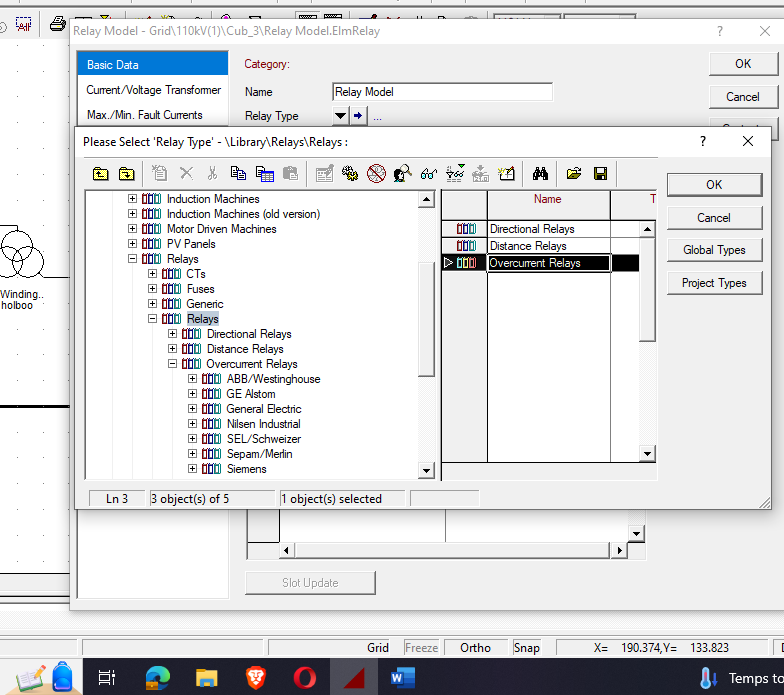 Relay Model - Grid\110kV(1)\Cub_3\Relay Model.ElmRelay
?
Basic Data
Current/Voltage Transformer
Max./Min. Fault Currents
Category:
Name
Relay Model
Relay Type
...
OK
Cancel
Please Select 'Relay Type' - \Library\Relays\Relays :
?
Induction Machines
Induction Machines (old version)
Motor Driven Machines
PV Panels
Relays
CTs
Fuses
Generic
Relays
Directional Relays
Distance Relays
Overcurrent Relays
ABB/Westinghouse
GE Alstom
General Electric
Nilsen Industrial
SEL/Schweizer
Sepam/Merlin
Siemens
Name
T
Directional Relays
Distance Relays
Overcurrent Relays
OK
Cancel
Global Types
Project Types
Ln 3
3 object(s) of 5
1 object(s) selected
Winding..
holboo
Slot Update
Grid
Freeze
Ortho
Snap
X= 190.374,Y= 133.823
Temps to